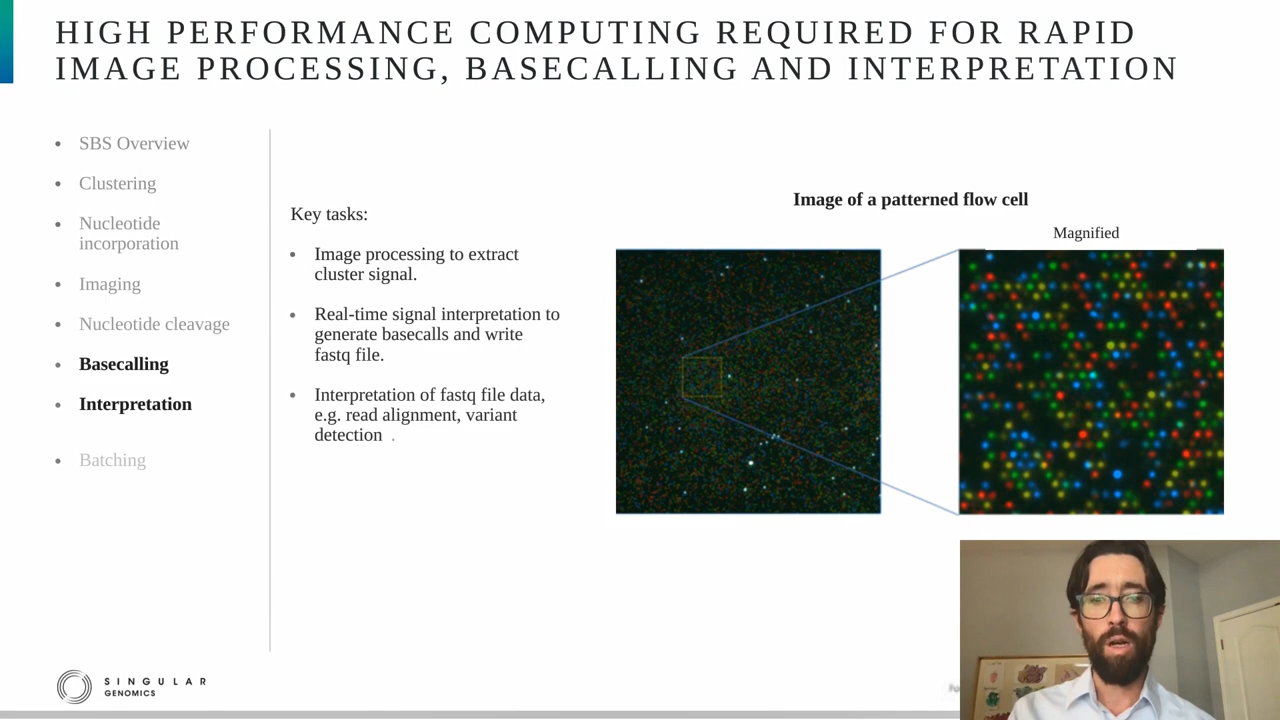 HIGH PERFORMANCE COMPUTING REQUIRED FOR RAPID
IMAGE PROCESSING, BASECALLING AND INTERPRETATION
• SBS Overview
• Clustering
• Nucleotide
incorporation
• Imaging
• Nucleotide cleavage
• Basecalling
• Interpretation
• Batching
Key tasks:
• Image processing to extract
cluster signal.
• Real-time signal interpretation to
generate basecalls and write
fastq file.
• Interpretation of fastq file data,
e.g. read alignment, variant
detection .
Image of a patterned flow cell
Magnified
SINGULAR
GENOMICS